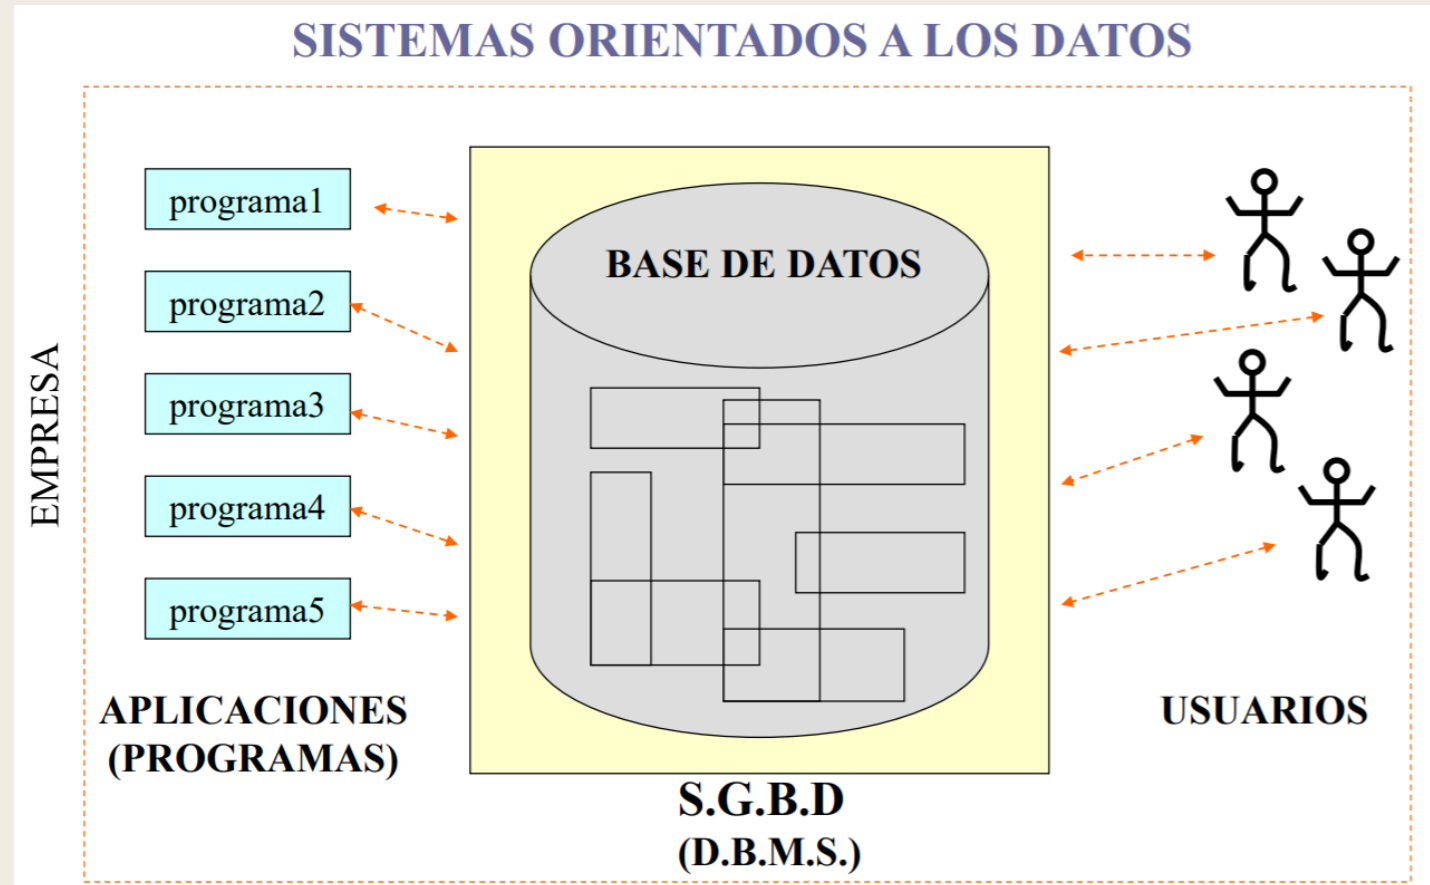 SISTEMAS ORIENTADOS A LOS DATOS
EMPRESA
programa1
programa2
programa3
programa4
programa5
APLICACIONES
(PROGRAMAS)
BASE DE DATOS
S.G.B.D
(D.B.M.S.)
USUARIOS